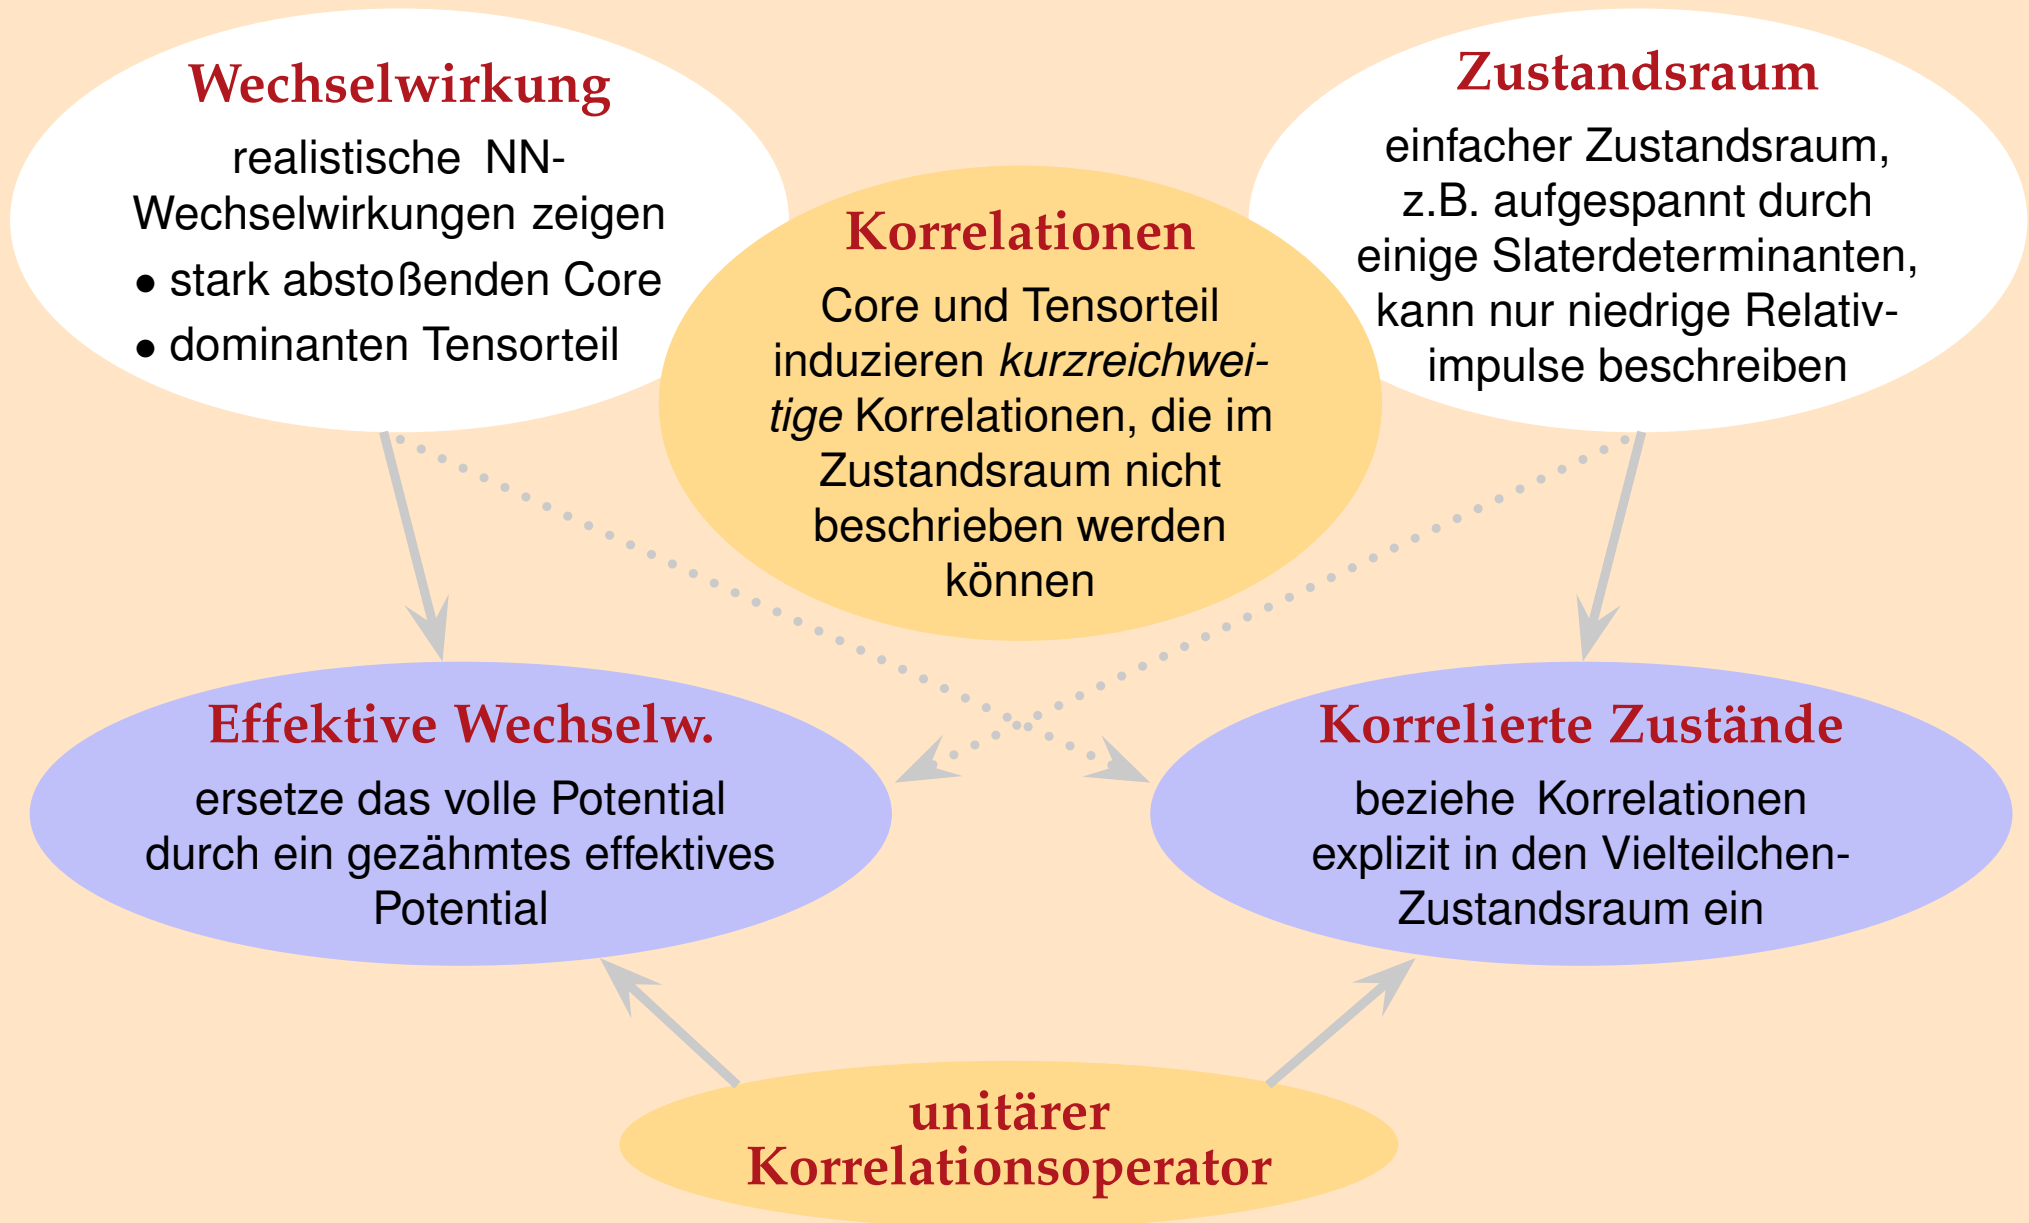 Wechselwirkung
realistische NN-
Wechselwirkungen zeigen
• stark abstoßenden Core
• dominanten Tensorteil
Korrelationen
Core und Tensorteil
induzieren kurzreichwei-
tige Korrelationen, die im
Zustandsraum nicht
beschrieben werden
können
Zustandsraum
einfacher Zustandsraum,
z.B. aufgespannt durch
einige Slaterdeterminanten,
kann nur niedrige Relativ-
impulse beschreiben
Effektive Wechselw.
ersetze das volle Potential
durch ein gezähmtes effektives
Potential
Korrelierte Zustände
beziehe Korrelationen
explizit in den Vielteilchen-
Zustandsraum ein
unitärer
Korrelationsoperator